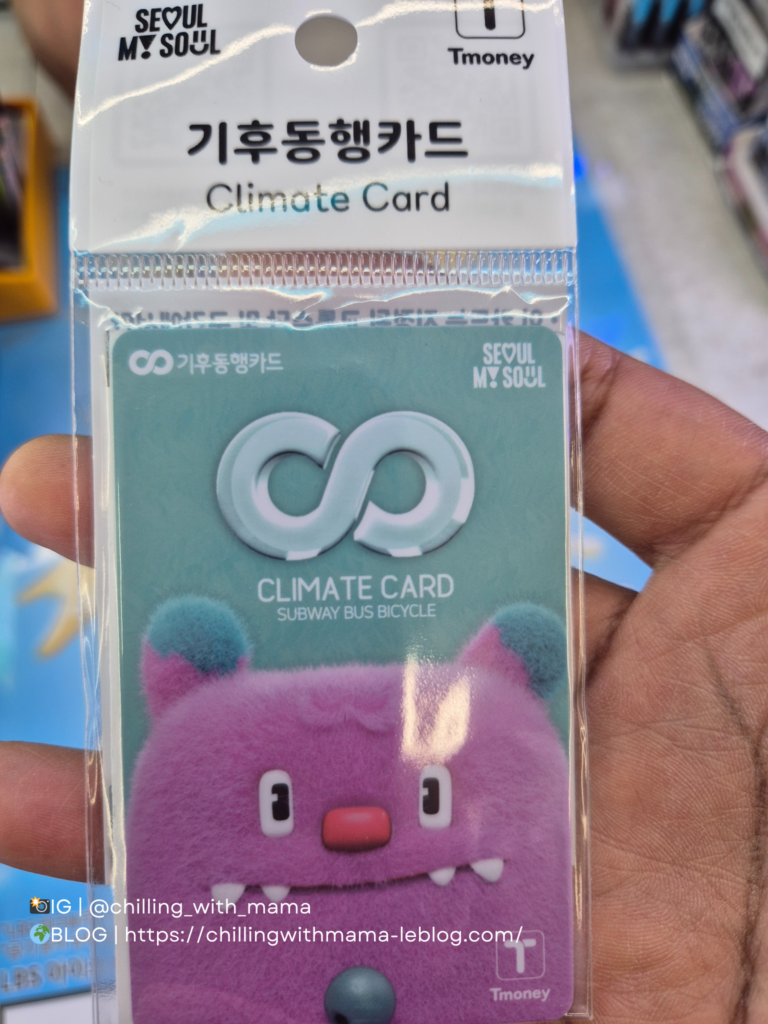 SEOUL
MY SOUL
T
Tmoney
기후동행카드
Climate Card
기후동행카드
SEOUL
MY SOUL
CLIMATE CARD
SUBWAY BUS BICYCLE
IG | @chilling_with_mama
BLOG | https://chillingwithmama-leblog.com/
T
Tmoney